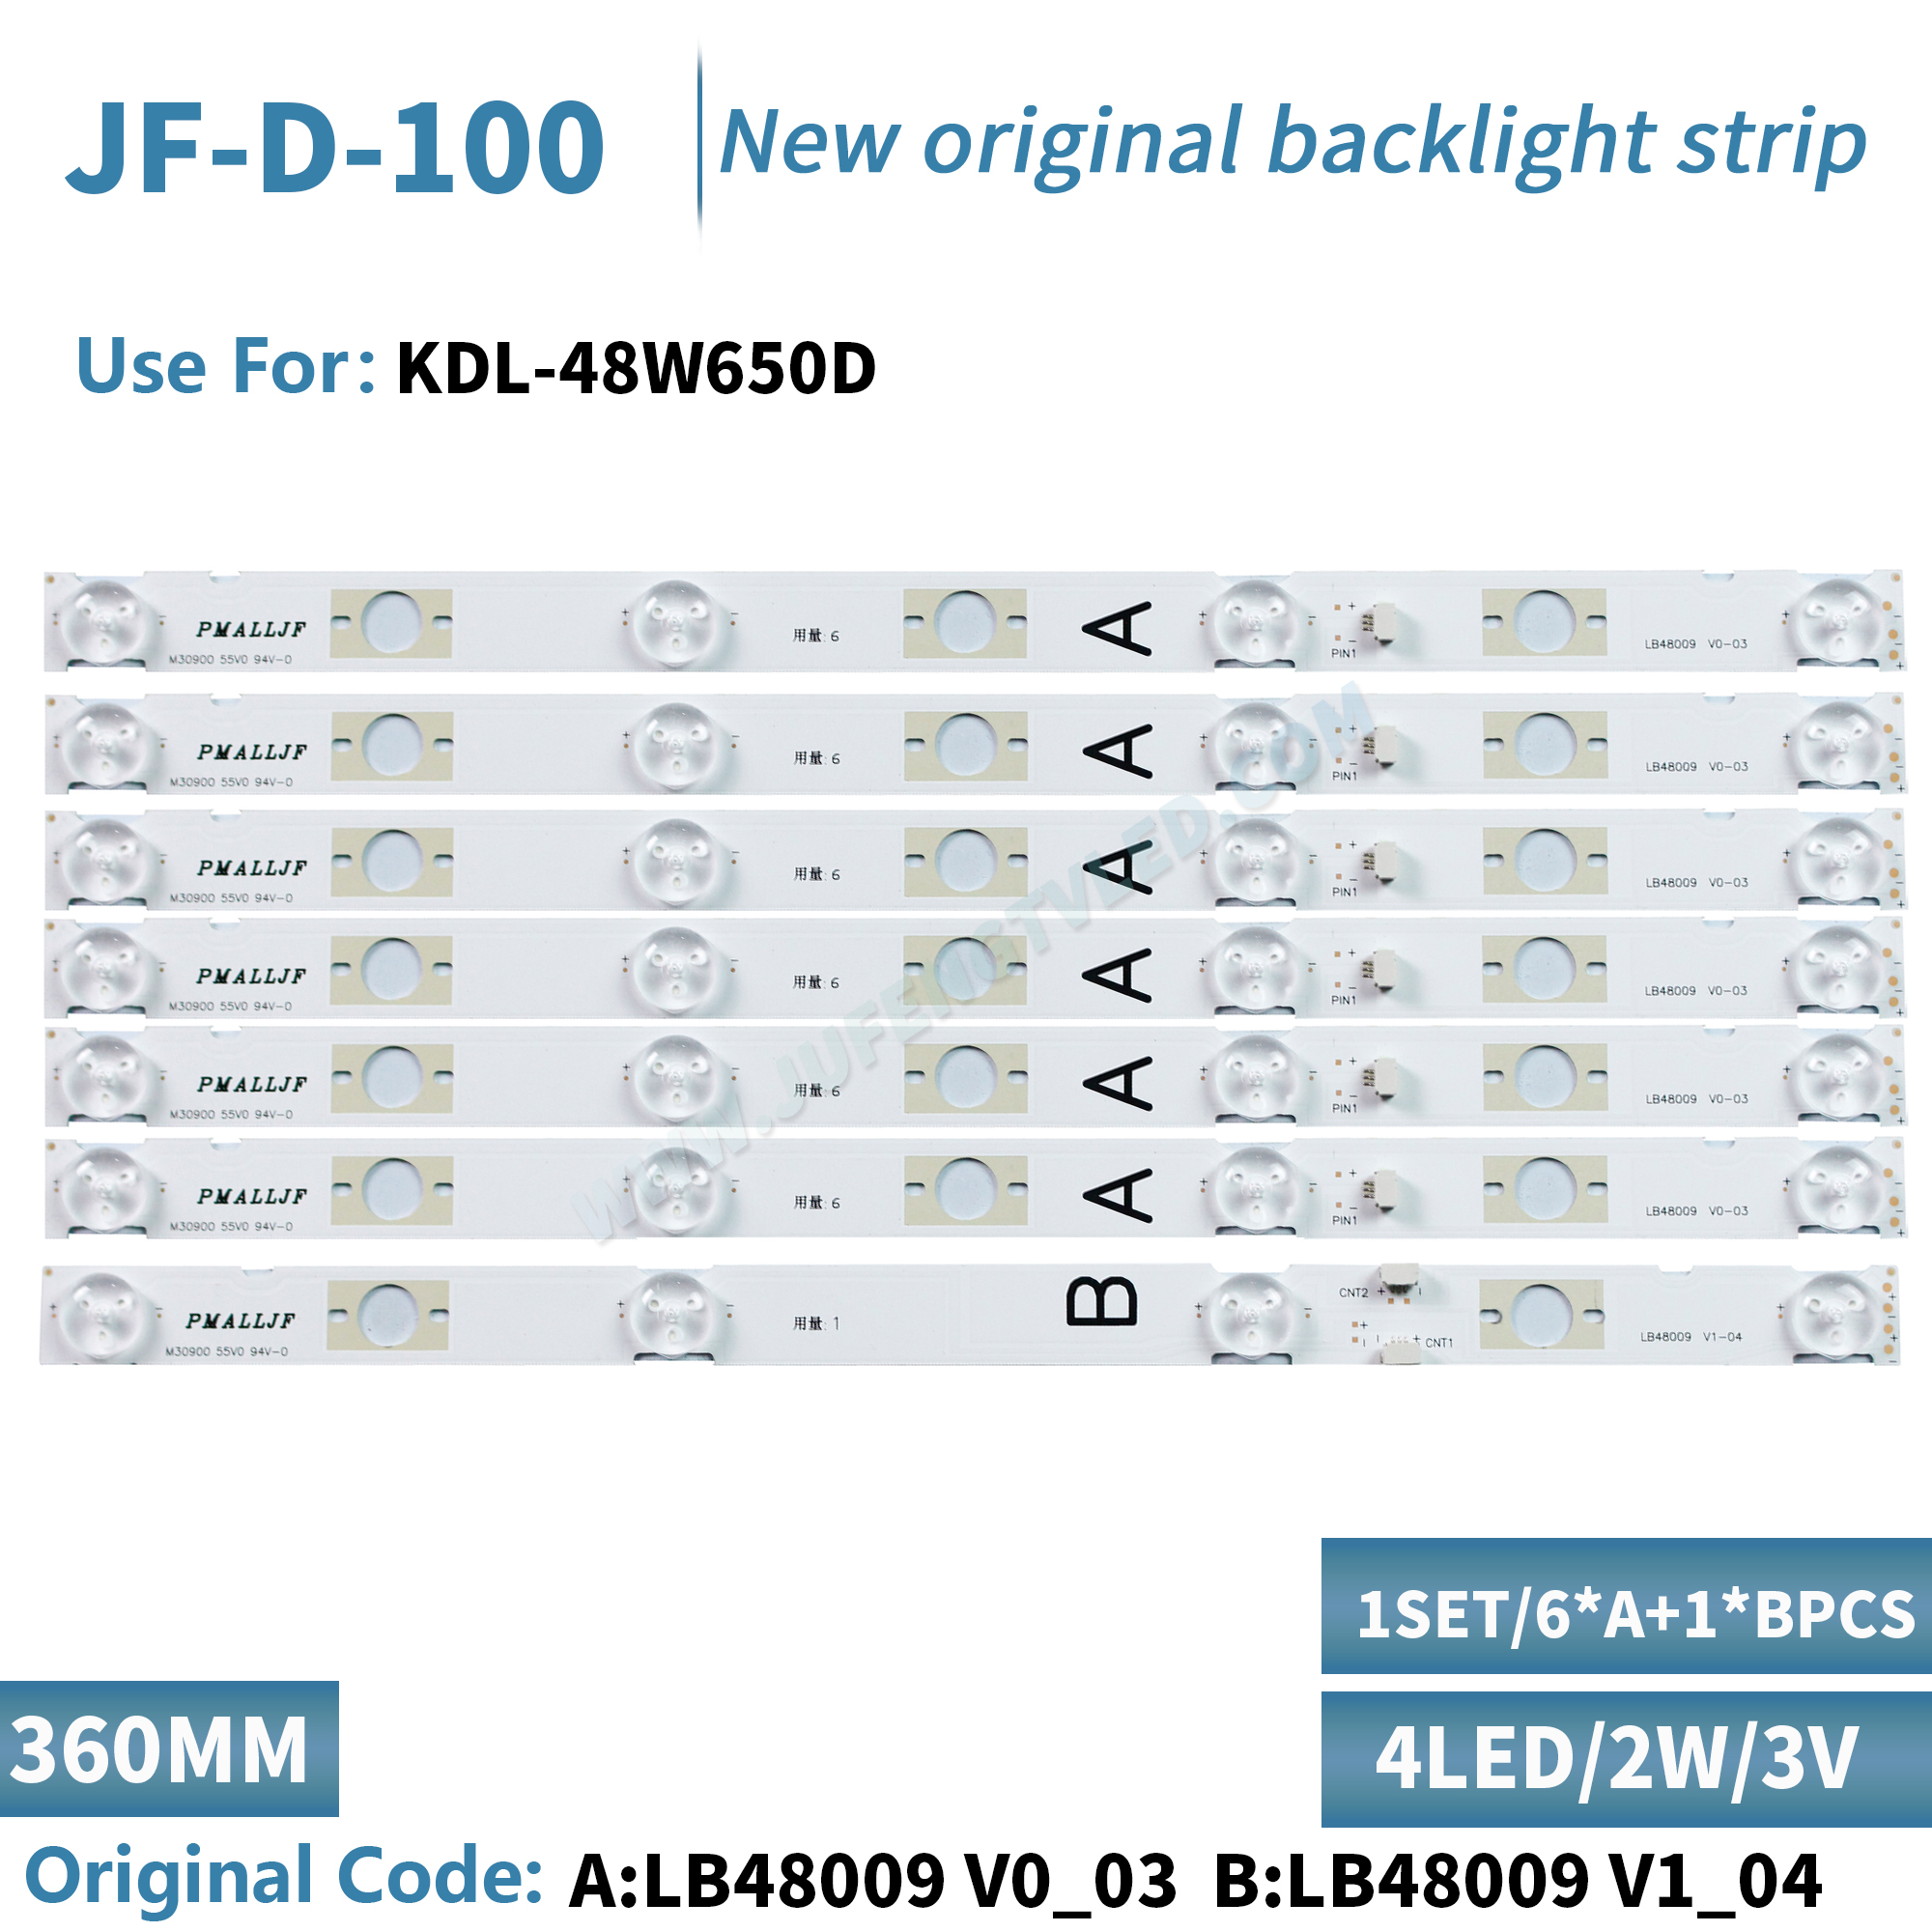 JF-D-100
New original backlight strip
Use For: KDL-48W650D
+ - + - + - + PIN1 - + - +
PMALLJF 用量: 6 A LB48009 V0-03
M30900 55V0 94V-0
PMALLJF 用量: 6 A PIN1 LB48009 V0-03
M30900 55V0 94V-0
PMALLJF 用量: 6 A PIN1 LB48009 V0-03
M30900 55V0 94V-0
PMALLJF 用量: 6 A PIN1 LB48009 V0-03
M30900 55V0 94V-0
PMALLJF 用量: 6 A PIN1 LB48009 V0-03
M30900 55V0 94V-0
PMALLJF 用量: 6 A PIN1 LB48009 V0-03
M30900 55V0 94V-0
PMALLJF 用量: 1 B CNT2 CNT1 LB48009 V1-04
M30900 55V0 94V-0
WWW.JUFENGTVLED.COM
1SET/6*A+1*BPCS
360MM
4LED/2W/3V
Original Code: A:LB48009 V0_03 B:LB48009 V1_04